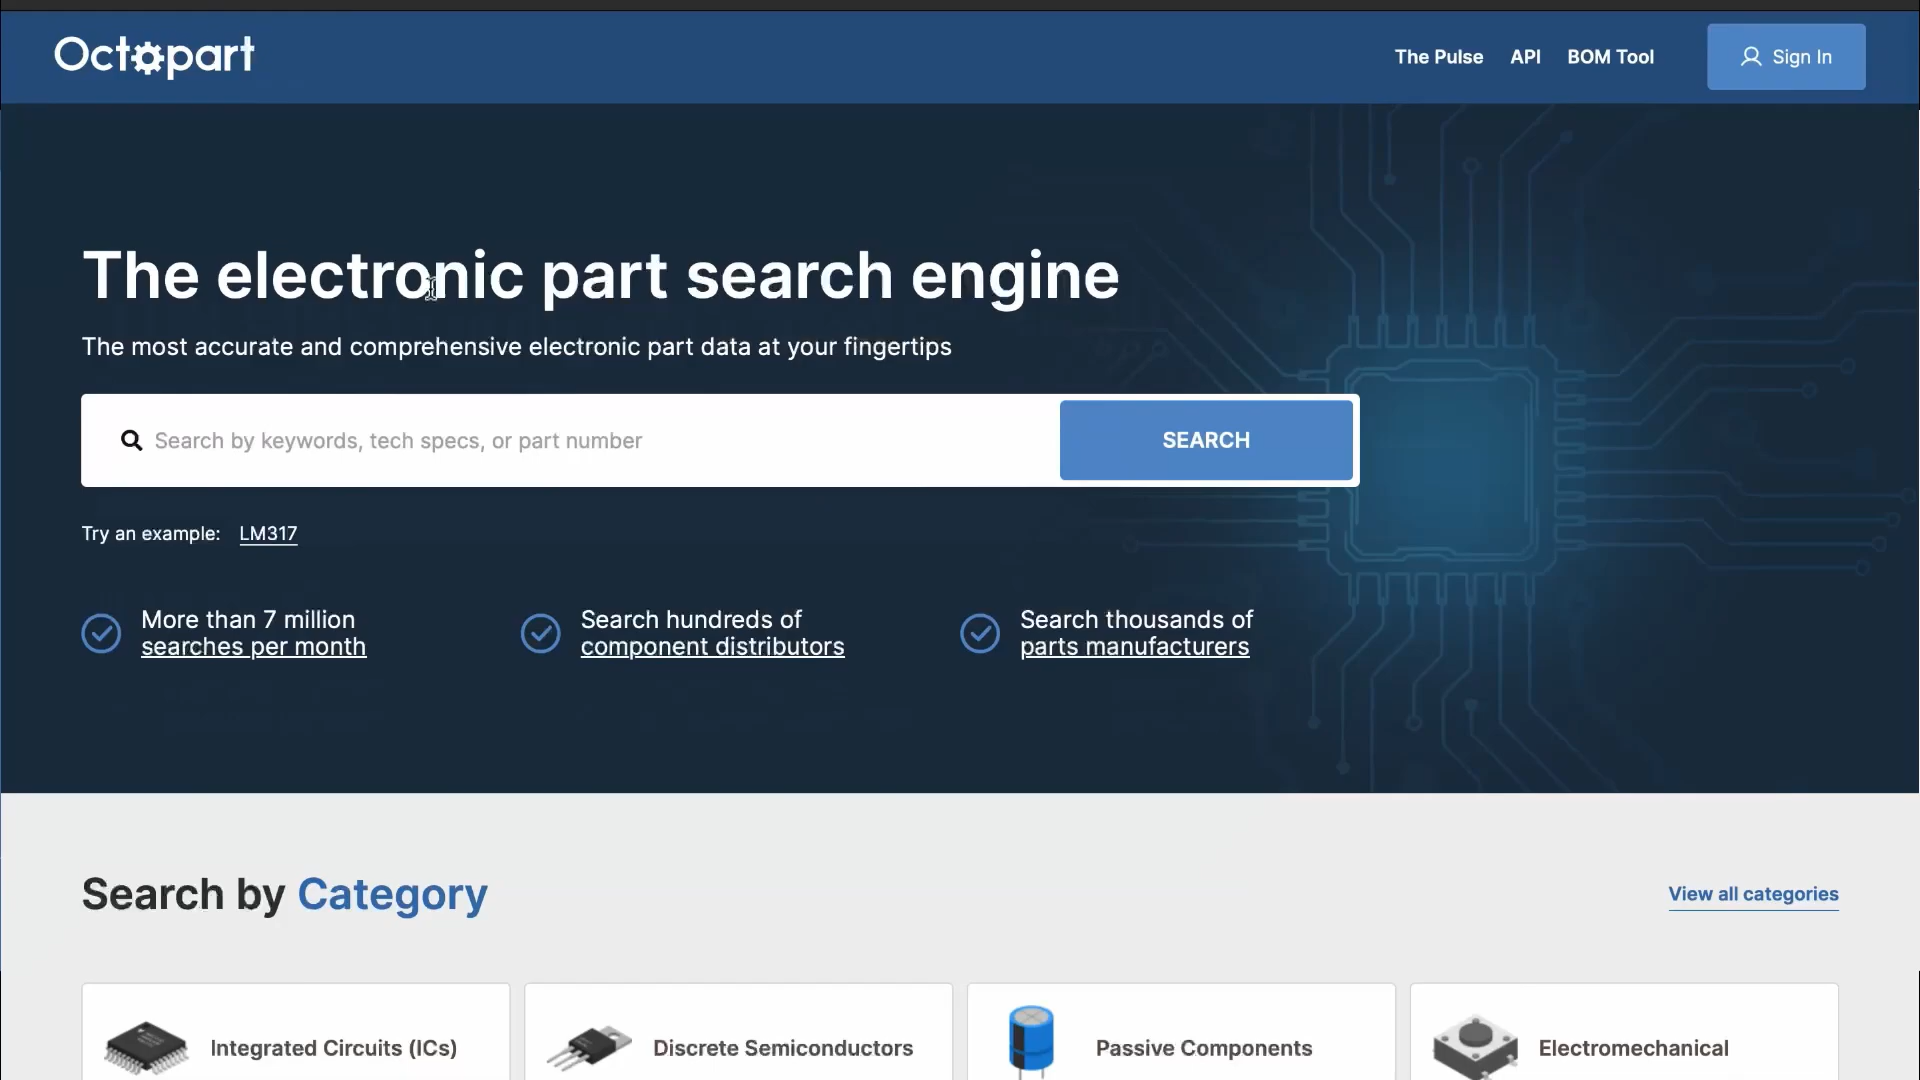 Octopart
The Pulse API BOM Tool Sign In
The electronic part search engine
The most accurate and comprehensive electronic part data at your fingertips
Search by keywords, tech specs, or part number
SEARCH
Try an example: LM317
More than 7 million
searches per month
Search hundreds of
component distributors
Search thousands of
parts manufacturers
Search by Category
View all categories
Integrated Circuits (ICs)
Discrete Semiconductors
Passive Components
Electromechanical